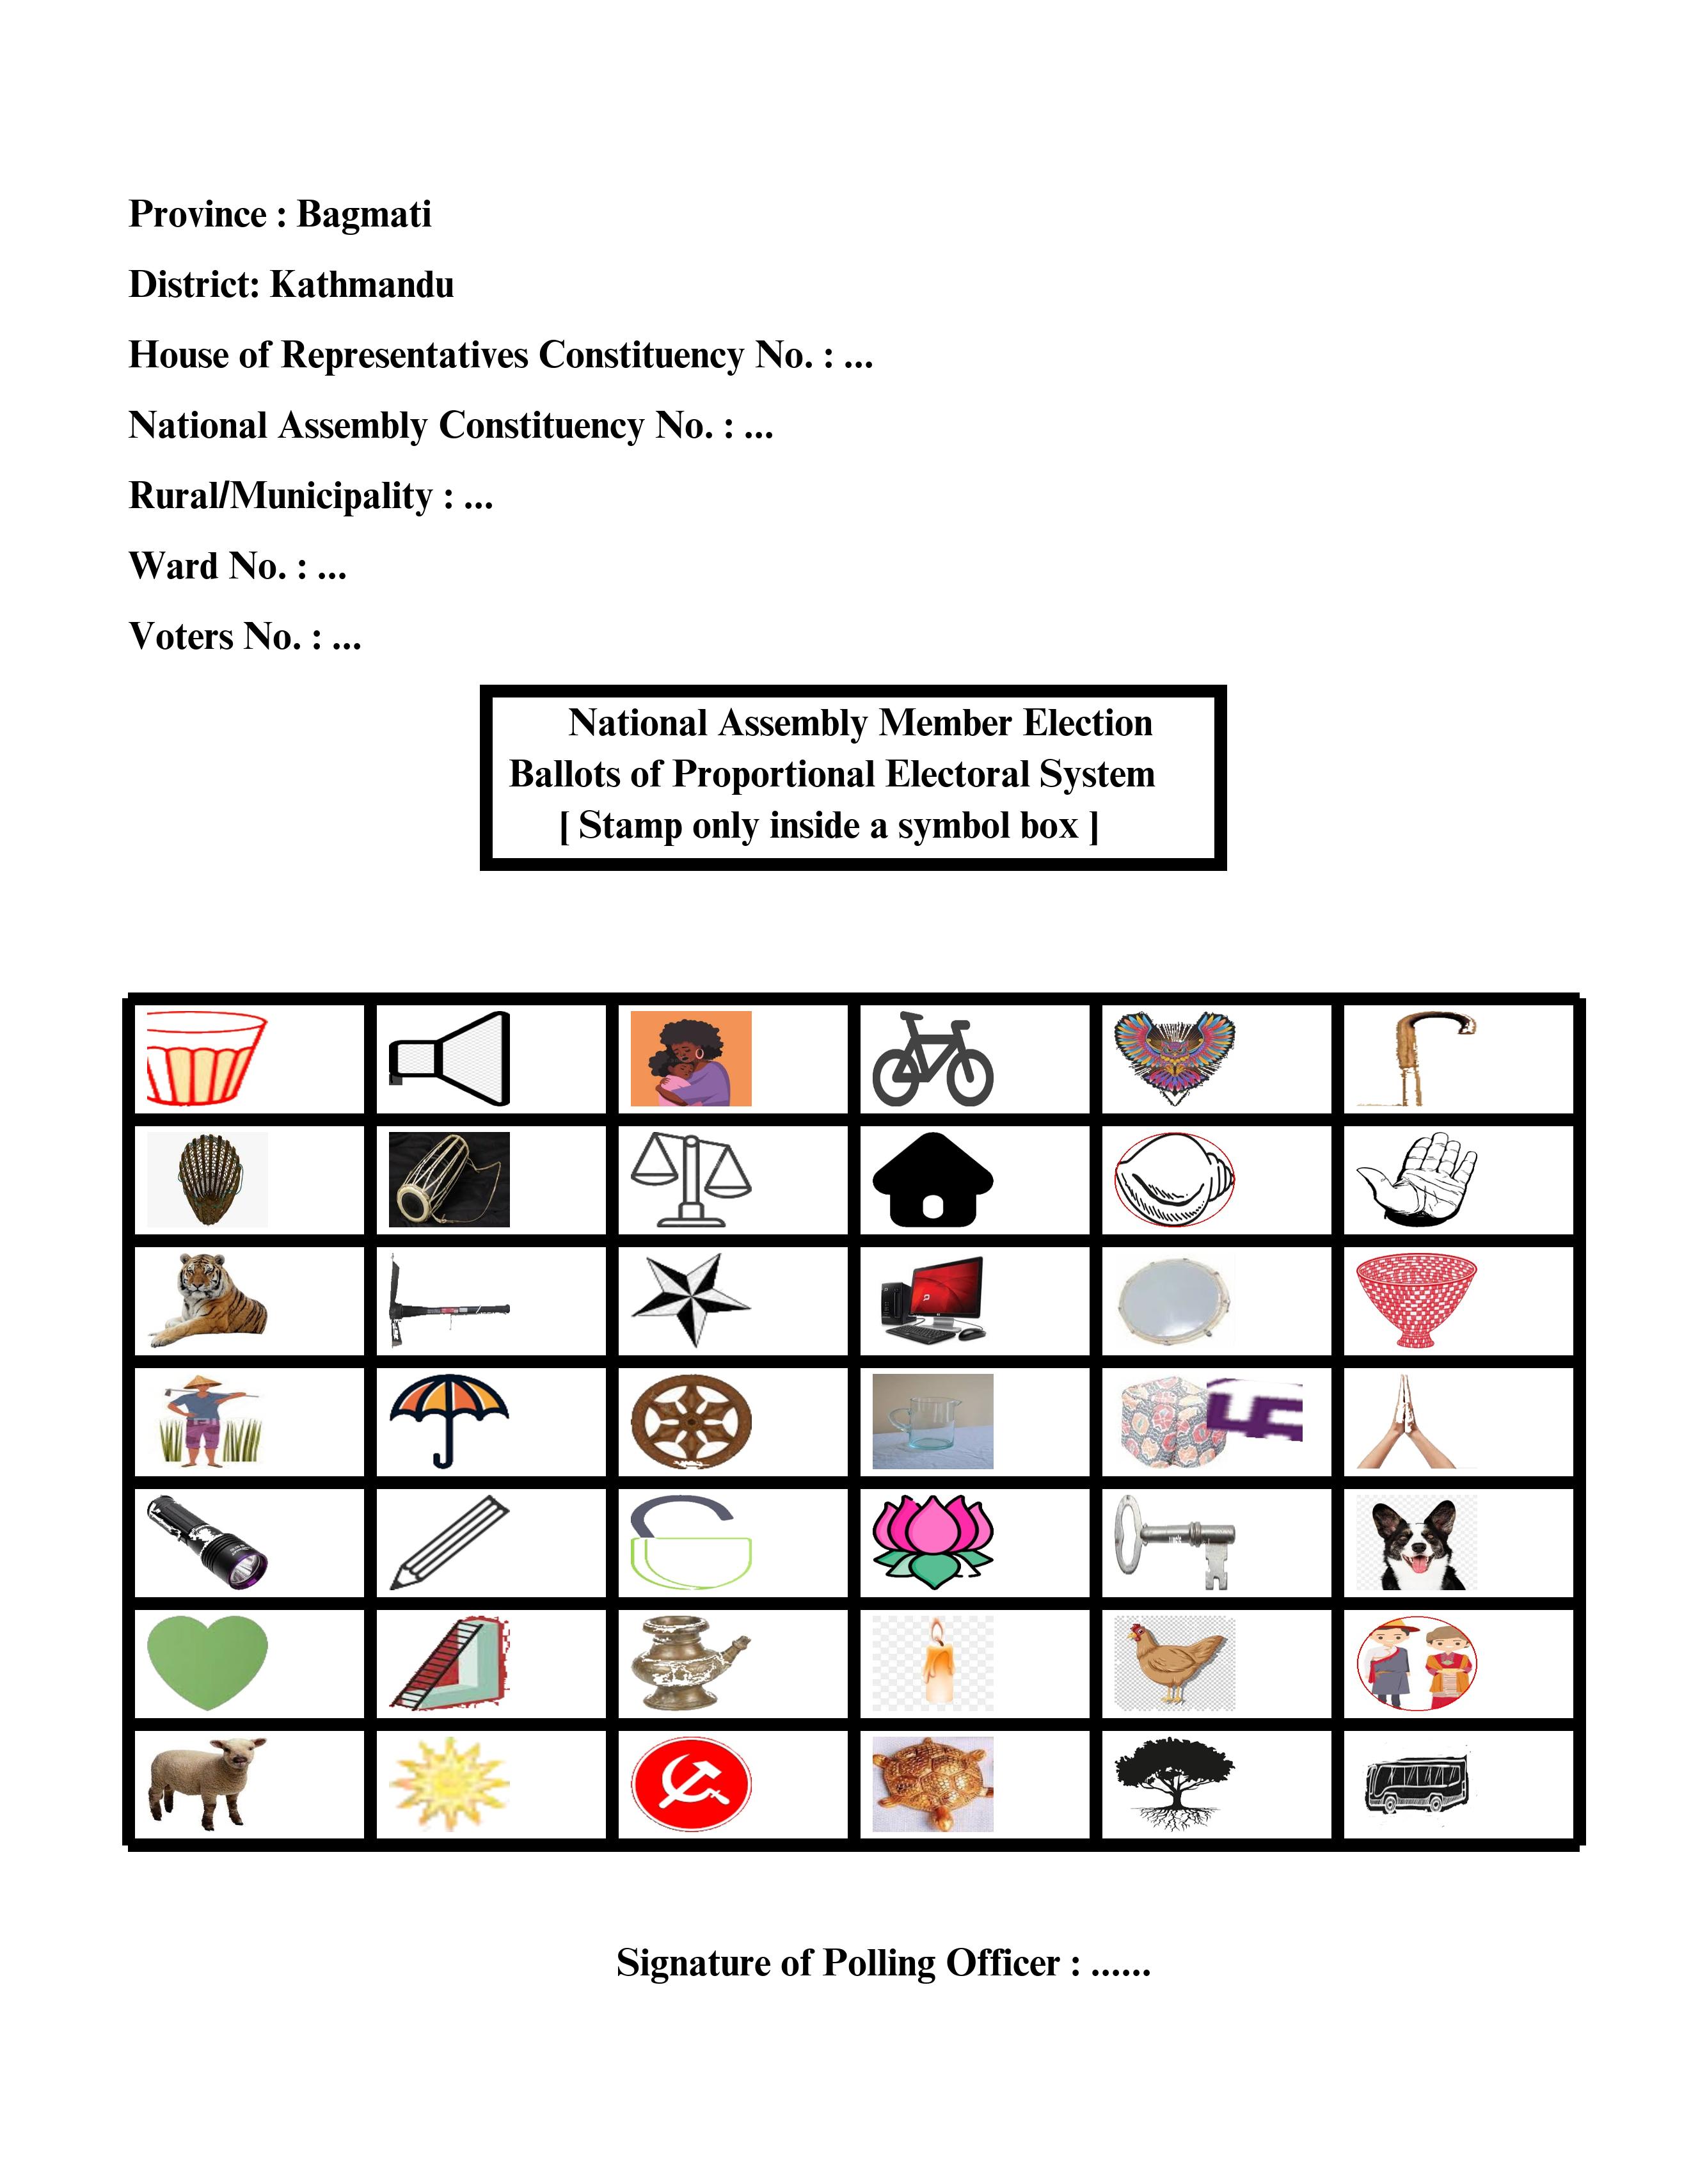 Province : Bagmati
District: Kathmandu
House of Representatives Constituency No. : ...
National Assembly Constituency No. : ...
Rural/Municipality : ...
Ward No. : ...
Voters No. : ...
National Assembly Member Election
Ballots of Proportional Electoral System
[ Stamp only inside a symbol box ]
Signature of Polling Officer : ......